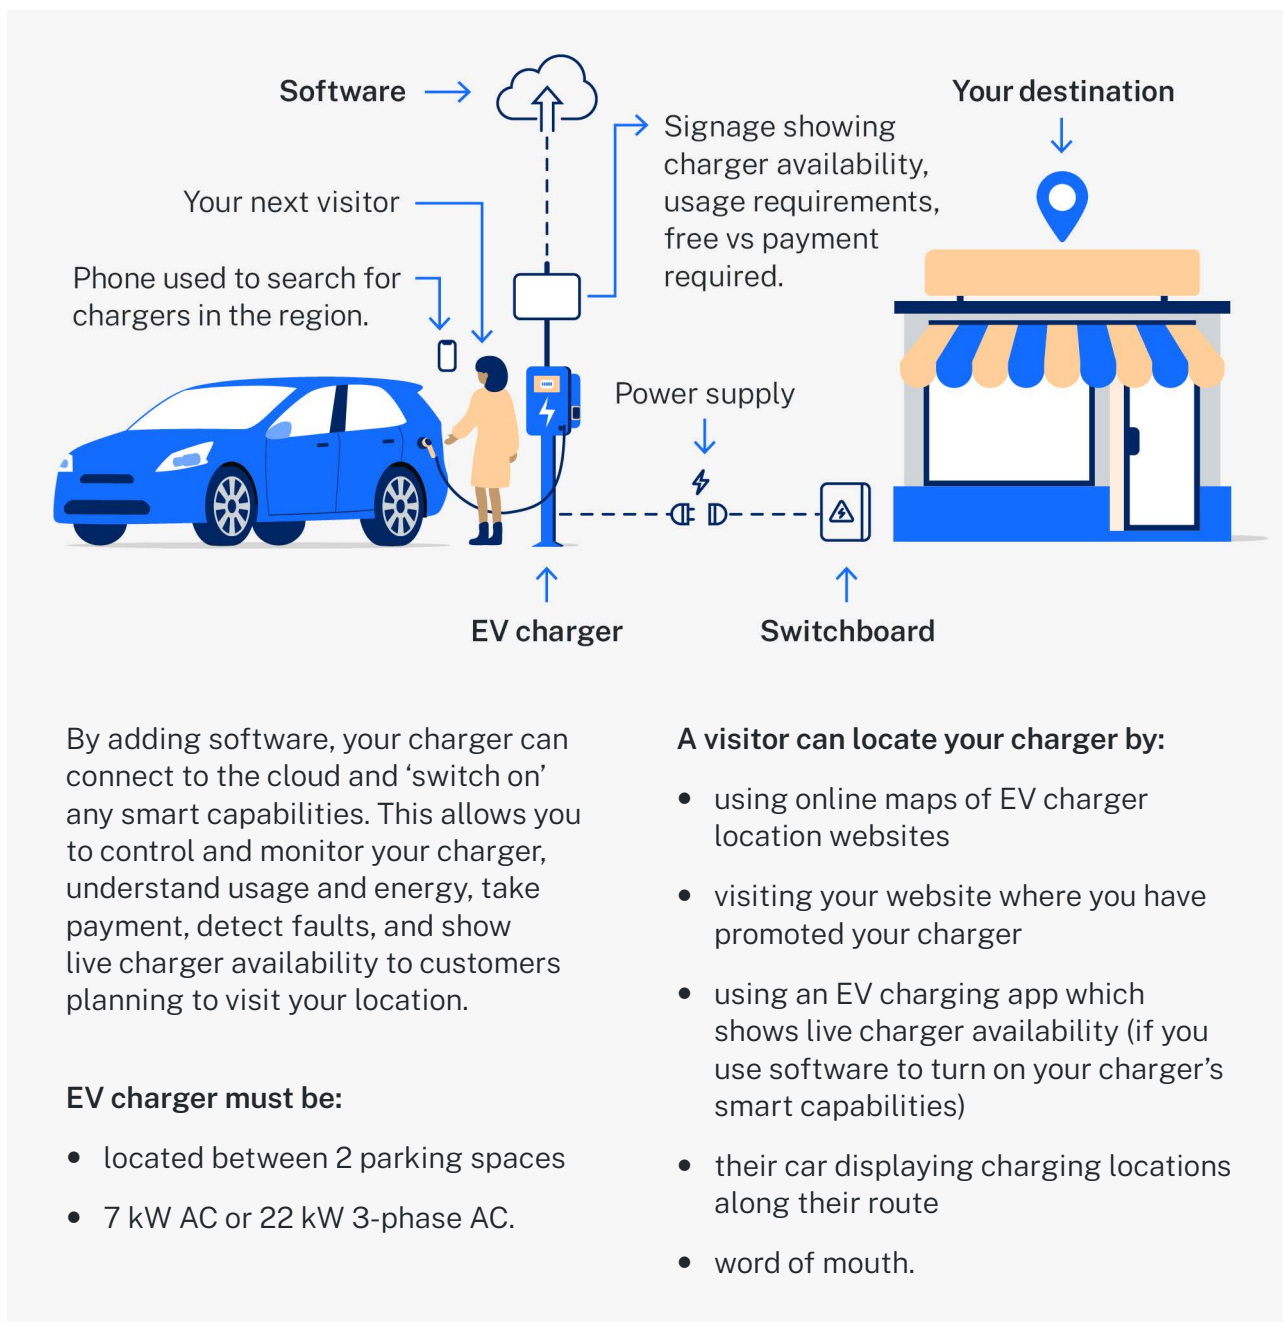 Software
Your destination
Signage showing
charger availability,
usage requirements,
free vs payment
required.
Your next visitor
Phone used to search for
chargers in the region.
Power supply
EV charger
Switchboard
By adding software, your charger can
connect to the cloud and ‘switch on’
any smart capabilities. This allows you
to control and monitor your charger,
understand usage and energy, take
payment, detect faults, and show
live charger availability to customers
planning to visit your location.
EV charger must be:
• located between 2 parking spaces
• 7 kW AC or 22 kW 3-phase AC.
A visitor can locate your charger by:
• using online maps of EV charger
location websites
• visiting your website where you have
promoted your charger
• using an EV charging app which
shows live charger availability (if you
use software to turn on your charger’s
smart capabilities)
• their car displaying charging locations
along their route
• word of mouth.